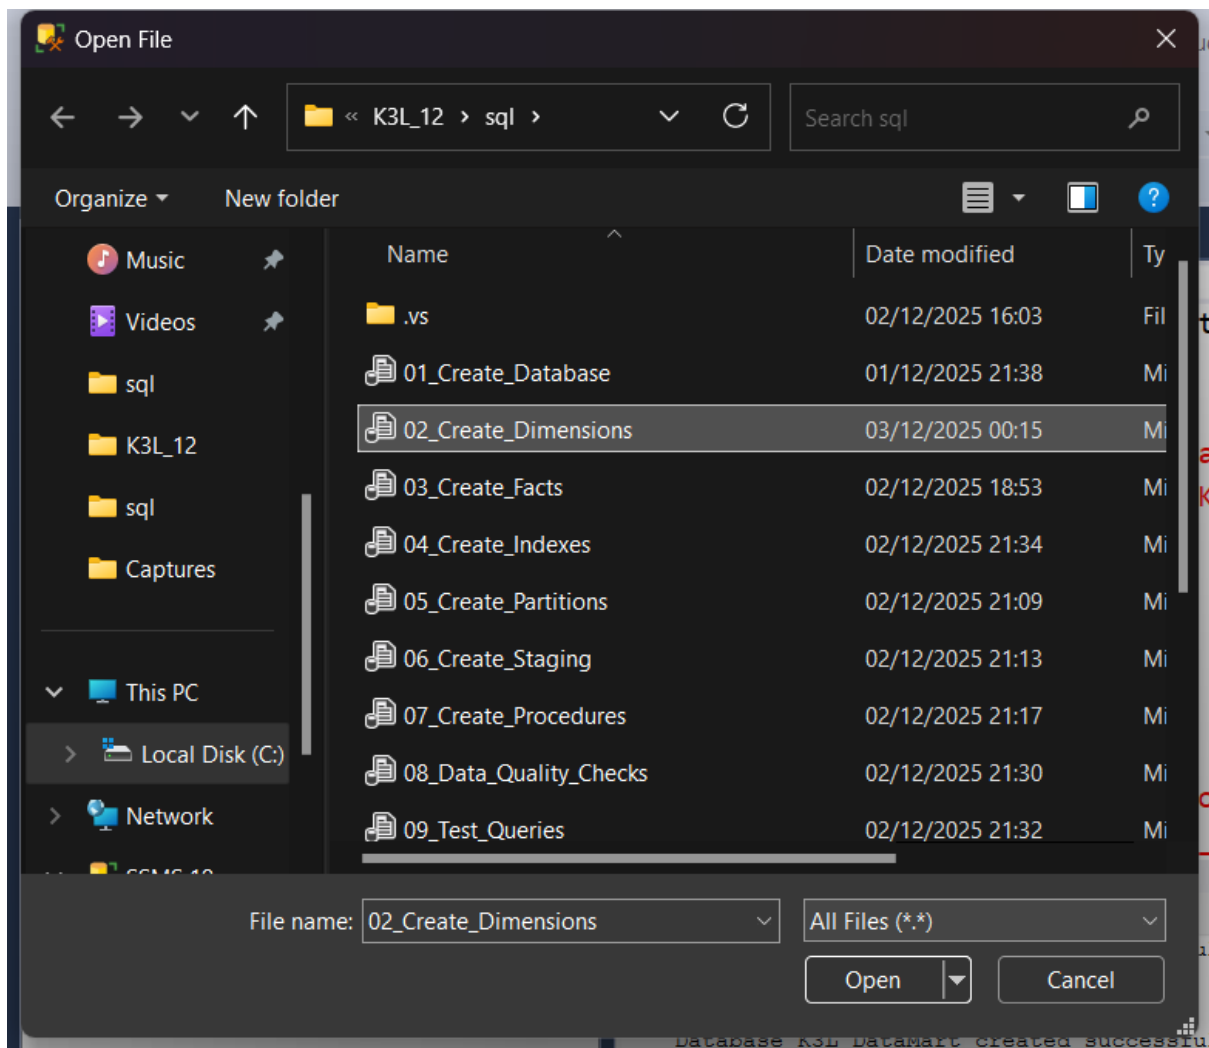 Open File
« K3L_12 > sql >
Search sql
Organize
New folder
Name
Date modified
Ty
Music
Videos
sql
K3L_12
sql
Captures
This PC
Local Disk (C:)
Network
.vs 02/12/2025 16:03 Fil
01_Create_Database 01/12/2025 21:38 Mi
02_Create_Dimensions 03/12/2025 00:15 Mi
03_Create_Facts 02/12/2025 18:53 Mi
04_Create_Indexes 02/12/2025 21:34 Mi
05_Create_Partitions 02/12/2025 21:09 Mi
06_Create_Staging 02/12/2025 21:13 Mi
07_Create_Procedures 02/12/2025 21:17 Mi
08_Data_Quality_Checks 02/12/2025 21:30 Mi
09_Test_Queries 02/12/2025 21:32 Mi
File name: 02_Create_Dimensions
All Files (*.*)
Open
Cancel
Database K3L_DataMart created